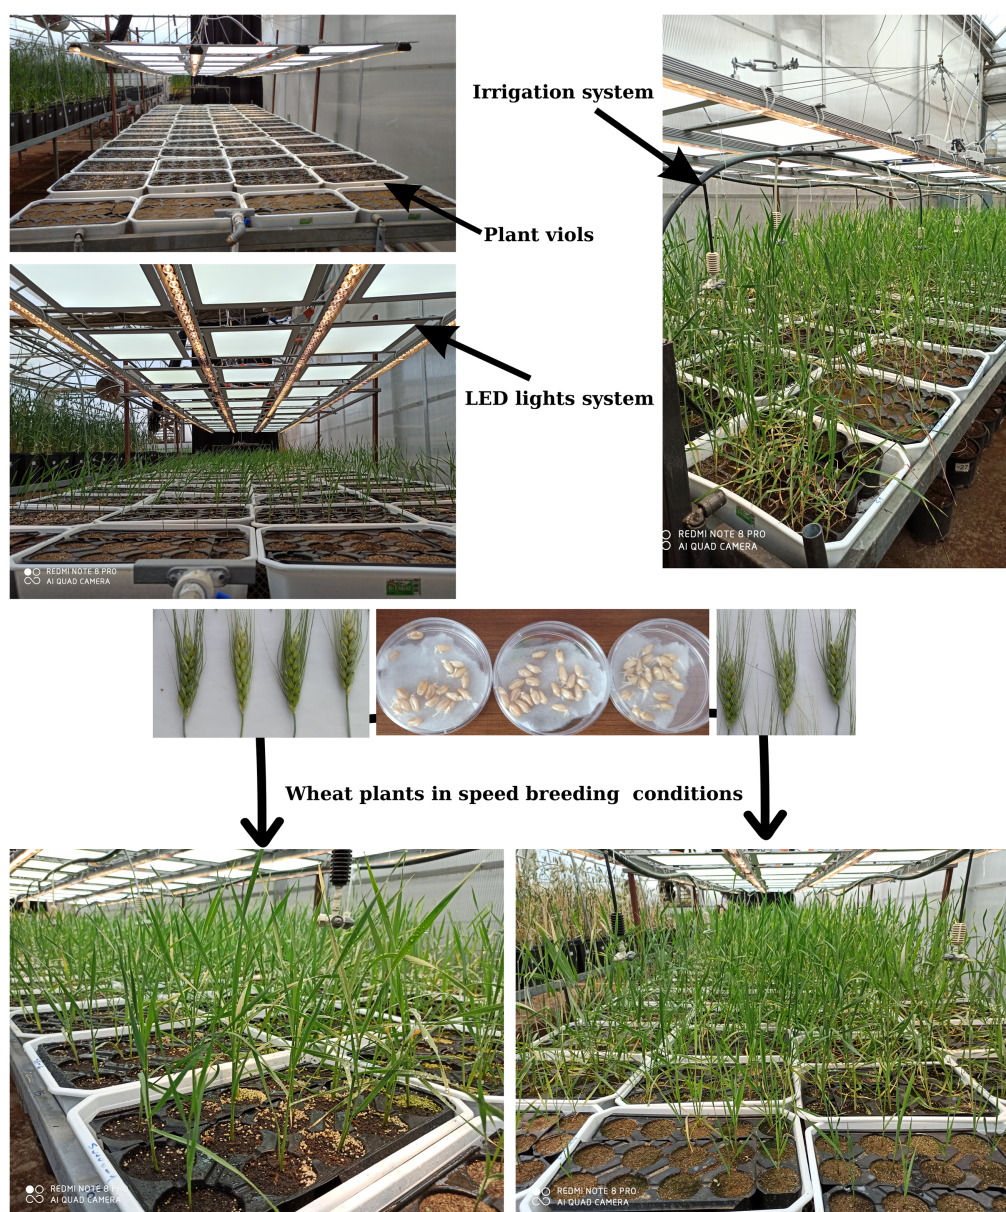 Irrigation system
Plant viols
LED lights system
REDMI NOTE 8 PRO
AI QUAD CAMERA
REDMI NOTE 8 PRO
AI QUAD CAMERA
Wheat plants in speed breeding conditions
REDMI NOTE 8 PRO
AI QUAD CAMERA
REDMI NOTE 8 PRO
AI QUAD CAMERA